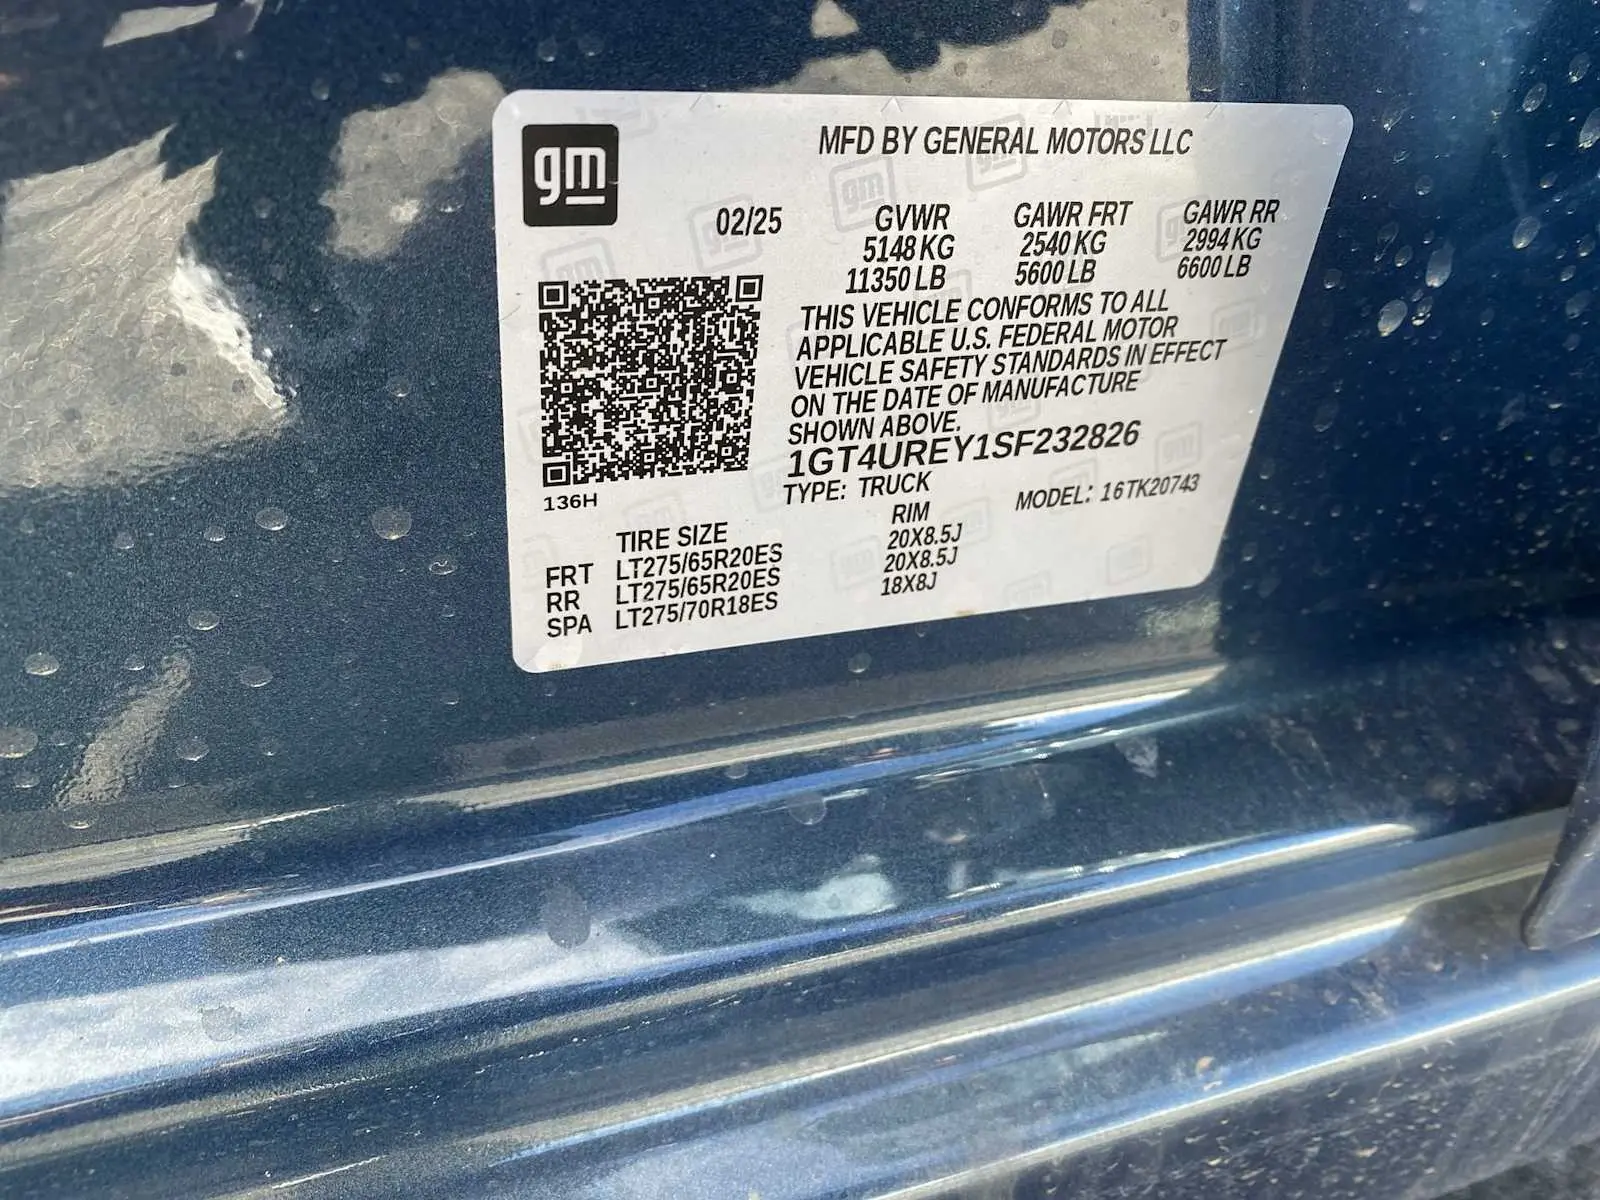 gm
MFD BY GENERAL MOTORS LLC
02/25 GVWR GAWR FRT GAWR RR
5148 KG 2540 KG 2994 KG
11350 LB 5600 LB 6600 LB
THIS VEHICLE CONFORMS TO ALL
APPLICABLE U.S. FEDERAL MOTOR
VEHICLE SAFETY STANDARDS IN EFFECT
ON THE DATE OF MANUFACTURE
SHOWN ABOVE.
1GT4UREY1SF232826
136H
TYPE: TRUCK MODEL: 16TK20743
TIRE SIZE RIM
FRT LT275/65R20ES 20X8.5J
RR LT275/65R20ES 20X8.5J
SPA LT275/70R18ES 18X8J